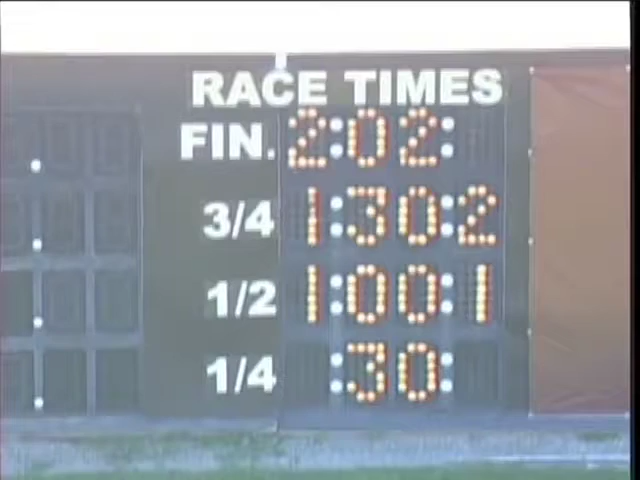 RACE TIMES
FIN. 2:02:
3/4 1:30:2
1/2 1:00:1
1/4 :30: